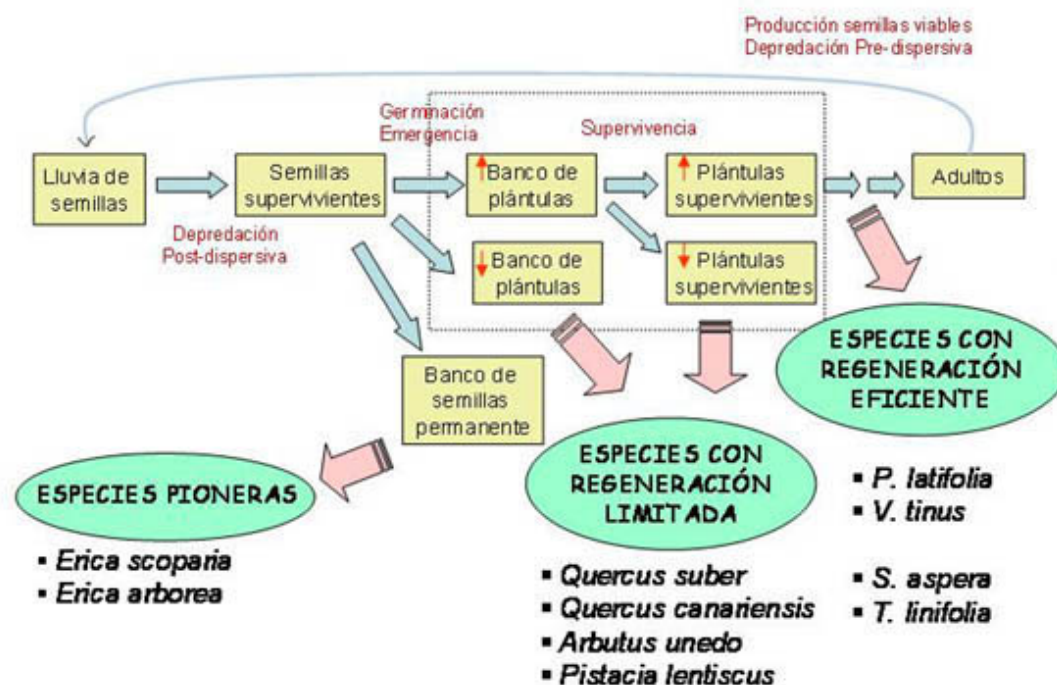 Producción semillas viables
Depredación Pre-dispersiva
Germinación
Emergencia
Supervivencia
Lluvia de
semillas
Semillas
supervivientes
Banco de
plántulas
Plántulas
supervivientes
Adultos
Depredación
Post-dispersiva
Banco de
plántulas
Plántulas
supervivientes
Banco de
semillas
permanente
ESPECIES CON
REGENERACIÓN
EFICIENTE
ESPECIES CON
REGENERACIÓN
LIMITADA
ESPECIES PIONERAS
▪ P. latifolia
▪ V. tinus
▪ S. aspera
▪ T. linifolia
▪ Erica scoparia
▪ Erica arborea
▪ Quercus suber
▪ Quercus canariensis
▪ Arbutus unedo
▪ Pistacia lentiscus